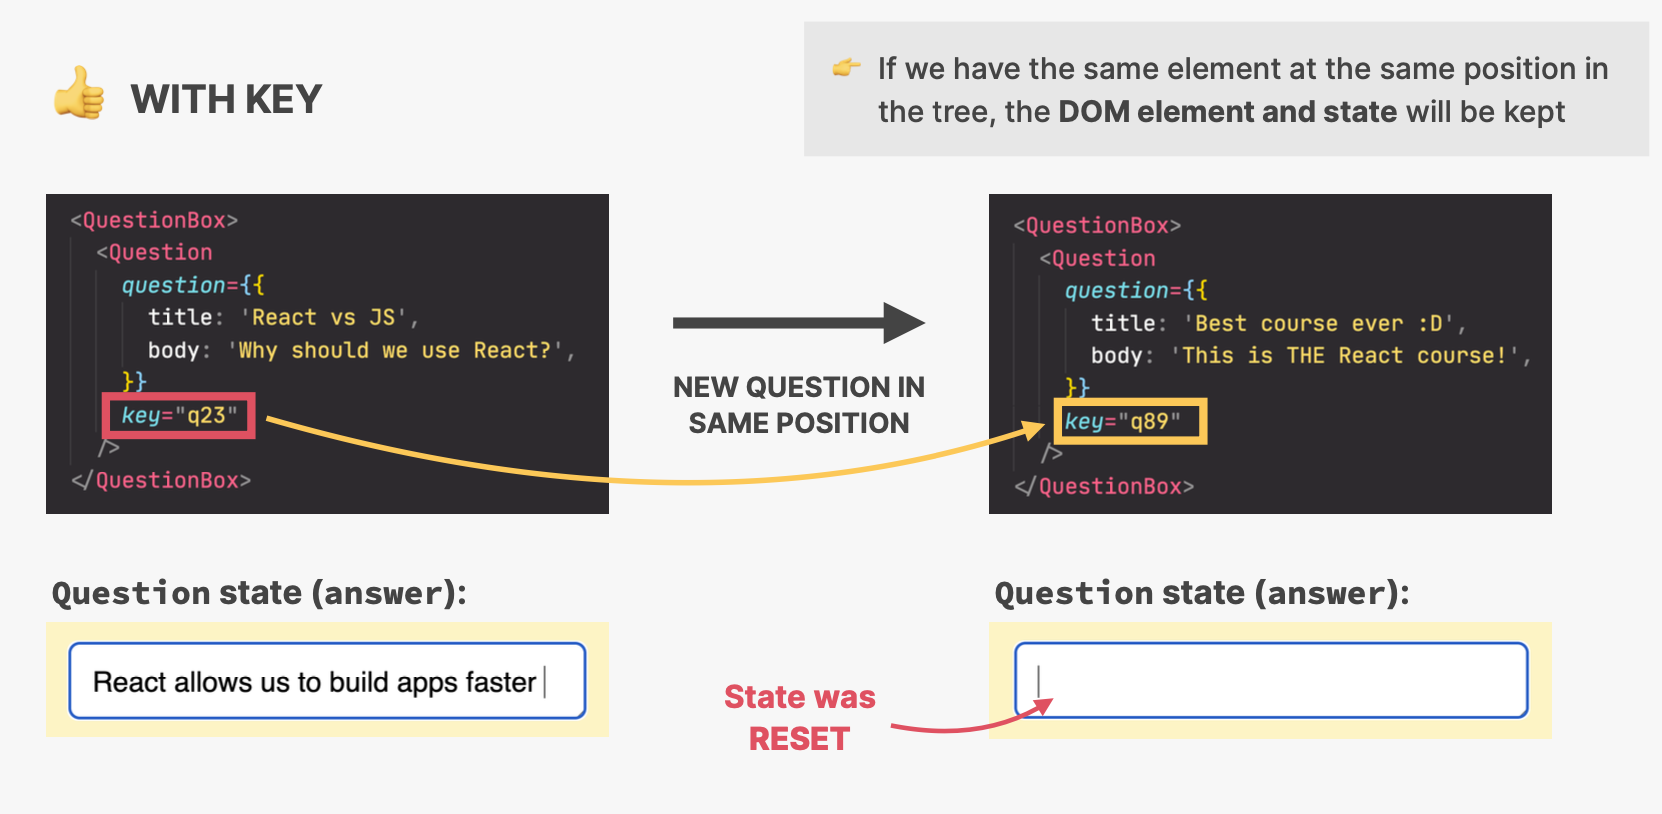 WITH KEY
If we have the same element at the same position in
the tree, the DOM element and state will be kept
<QuestionBox>
<Question
question={{
title: 'React vs JS',
body: 'Why should we use React?',
}}
key="q23"
/>
</QuestionBox>
NEW QUESTION IN
SAME POSITION
<QuestionBox>
<Question
question={{
title: 'Best course ever :D',
body: 'This is THE React course!',
}}
key="q89"
/>
</QuestionBox>
Question state (answer):
React allows us to build apps faster
Question state (answer):
State was
RESET